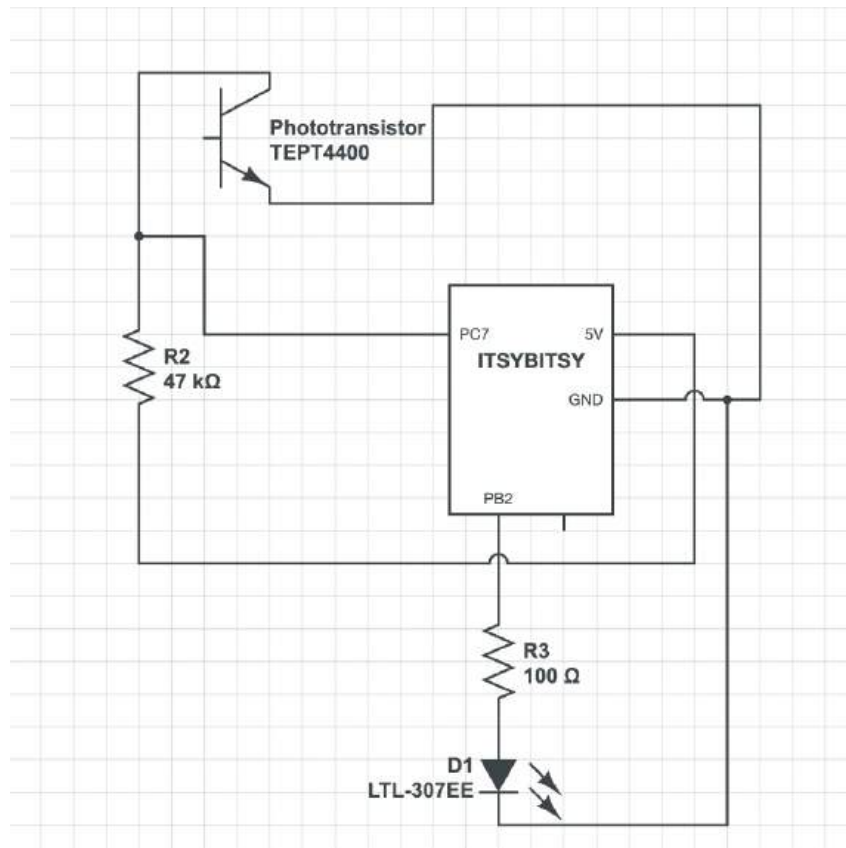 Phototransistor
TEPT4400
PC7
5V
ITSYBITSY
R2
47 kΩ
GND
PB2
R3
100 Ω
D1
LTL-307EE